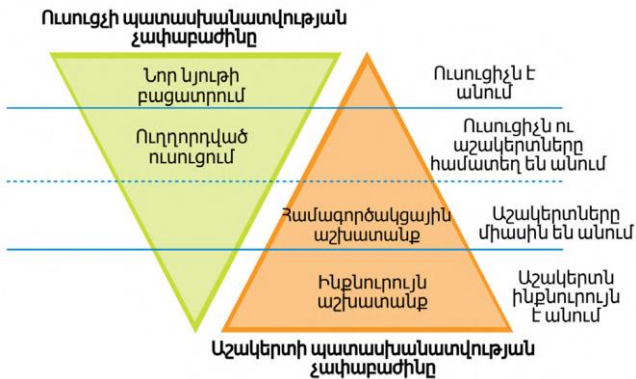 Ուսուցչի պատասխանատվության
չափաբաժինը
Նոր նյութի
բացատրում
Ուսուցիչն է
անում
Ուղղորդված
ուսուցում
Ուսուցիչն ու
աշակերտները
համատեղ են անում
Համագործակցային
աշխատանք
Աշակերտները
միասին են անում
Ինքնուրույն
աշխատանք
Աշակերտն
ինքնուրույն
է անում
Աշակերտի պատասխանատվության
չափաբաժինը